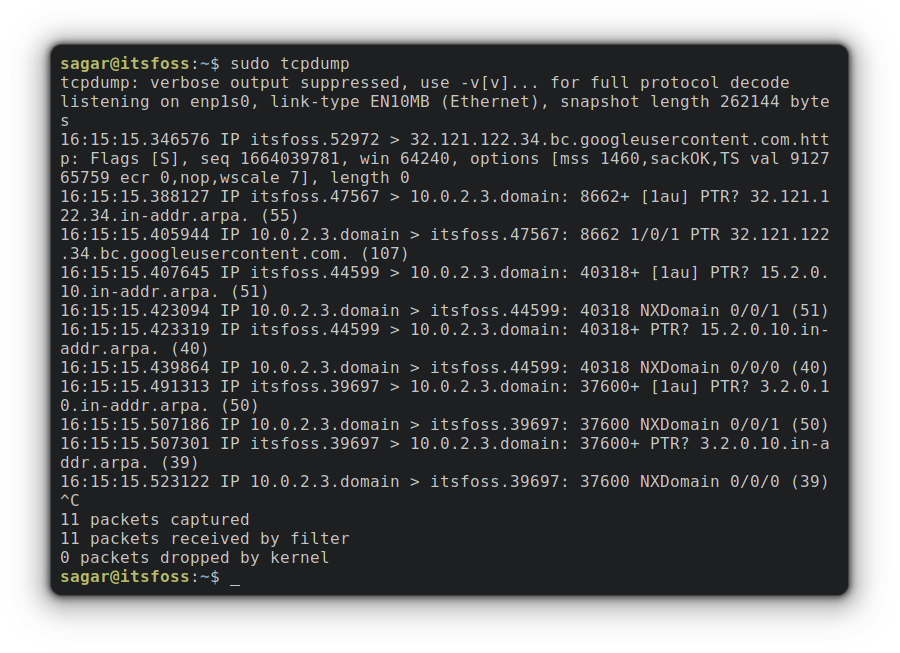 sagar@itsfoss:~$ sudo tcpdump
tcpdump: verbose output suppressed, use -v[v]... for full protocol decode
listening on enp1s0, link-type EN10MB (Ethernet), snapshot length 262144 byte
s
16:15:15.346576 IP itsfoss.52972 > 32.121.122.34.bc.googleusercontent.com.htt
p: Flags [S], seq 1664039781, win 64240, options [mss 1460,sackOK,TS val 9127
65759 ecr 0,nop,wscale 7], length 0
16:15:15.388127 IP itsfoss.47567 > 10.0.2.3.domain: 8662+ [1au] PTR? 32.121.1
22.34.in-addr.arpa. (55)
16:15:15.405944 IP 10.0.2.3.domain > itsfoss.47567: 8662 1/0/1 PTR 32.121.122
.34.bc.googleusercontent.com. (107)
16:15:15.407645 IP itsfoss.44599 > 10.0.2.3.domain: 40318+ [1au] PTR? 15.2.0.
10.in-addr.arpa. (51)
16:15:15.423094 IP 10.0.2.3.domain > itsfoss.44599: 40318 NXDomain 0/0/1 (51)
16:15:15.423319 IP itsfoss.44599 > 10.0.2.3.domain: 40318+ PTR? 15.2.0.10.in-
addr.arpa. (40)
16:15:15.439864 IP 10.0.2.3.domain > itsfoss.44599: 40318 NXDomain 0/0/0 (40)
16:15:15.491313 IP itsfoss.39697 > 10.0.2.3.domain: 37600+ [1au] PTR? 3.2.0.1
0.in-addr.arpa. (50)
16:15:15.507186 IP 10.0.2.3.domain > itsfoss.39697: 37600 NXDomain 0/0/1 (50)
16:15:15.507301 IP itsfoss.39697 > 10.0.2.3.domain: 37600+ PTR? 3.2.0.10.in-a
ddr.arpa. (39)
16:15:15.523122 IP 10.0.2.3.domain > itsfoss.39697: 37600 NXDomain 0/0/0 (39)
^C
11 packets captured
11 packets received by filter
0 packets dropped by kernel
sagar@itsfoss:~$ _